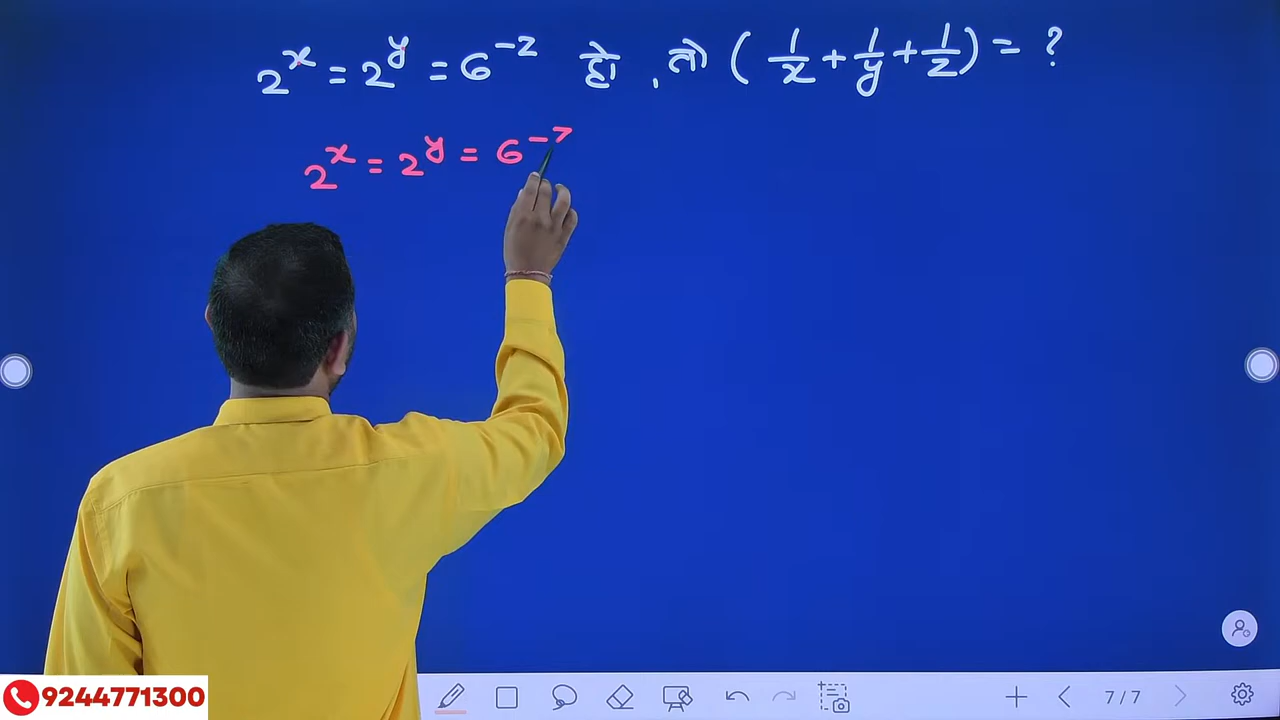 2^x = 2^y = 6^-z हो, तो (1/x + 1/y + 1/z) = ?
2^x = 2^y = 6^-
9244771300
7/7